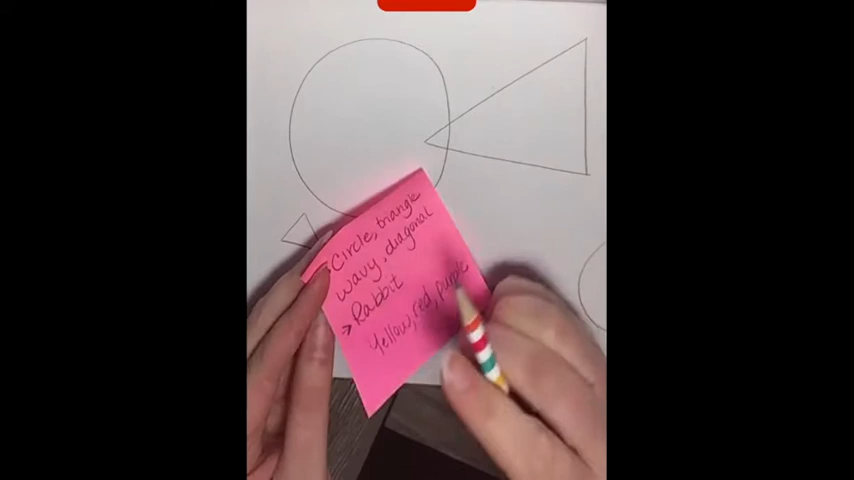 Circle, triangle
wavy, diagonal
→ Rabbit
Yellow, red, purple